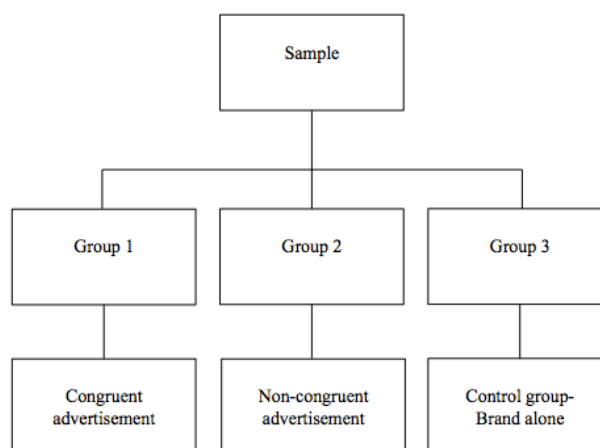 Sample
Group 1
Group 2
Group 3
Congruent
advertisement
Non-congruent
advertisement
Control group-
Brand alone